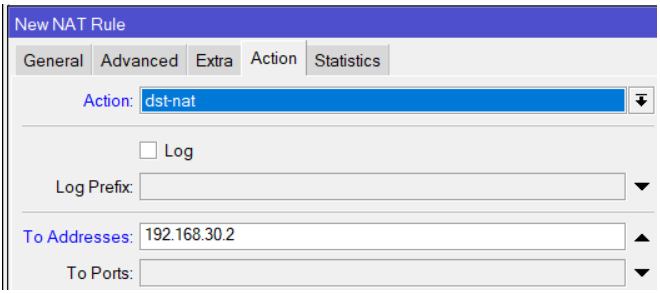 New NAT Rule
General Advanced Extra Action Statistics
Action: dst-nat
Log
Log Prefix:
To Addresses: 192.168.30.2
To Ports: